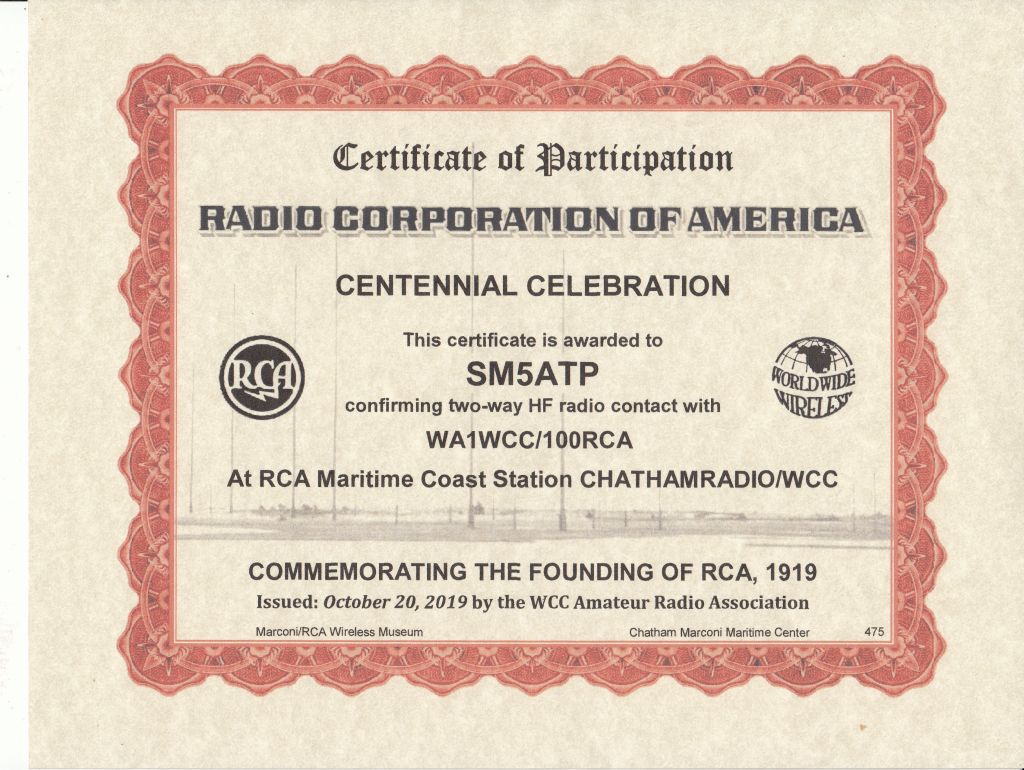 Certificate of Participation
RADIO CORPORATION OF AMERICA
CENTENNIAL CELEBRATION
This certificate is awarded to
SM5ATP
confirming two-way HF radio contact with
WA1WCC/100RCA
At RCA Maritime Coast Station CHATHAMRADIO/WCC
RCA
WORLD WIDE
WIRELESS
COMMEMORATING THE FOUNDING OF RCA, 1919
Issued: October 20, 2019 by the WCC Amateur Radio Association
Marconi/RCA Wireless Museum
Chatham Marconi Maritime Center
475